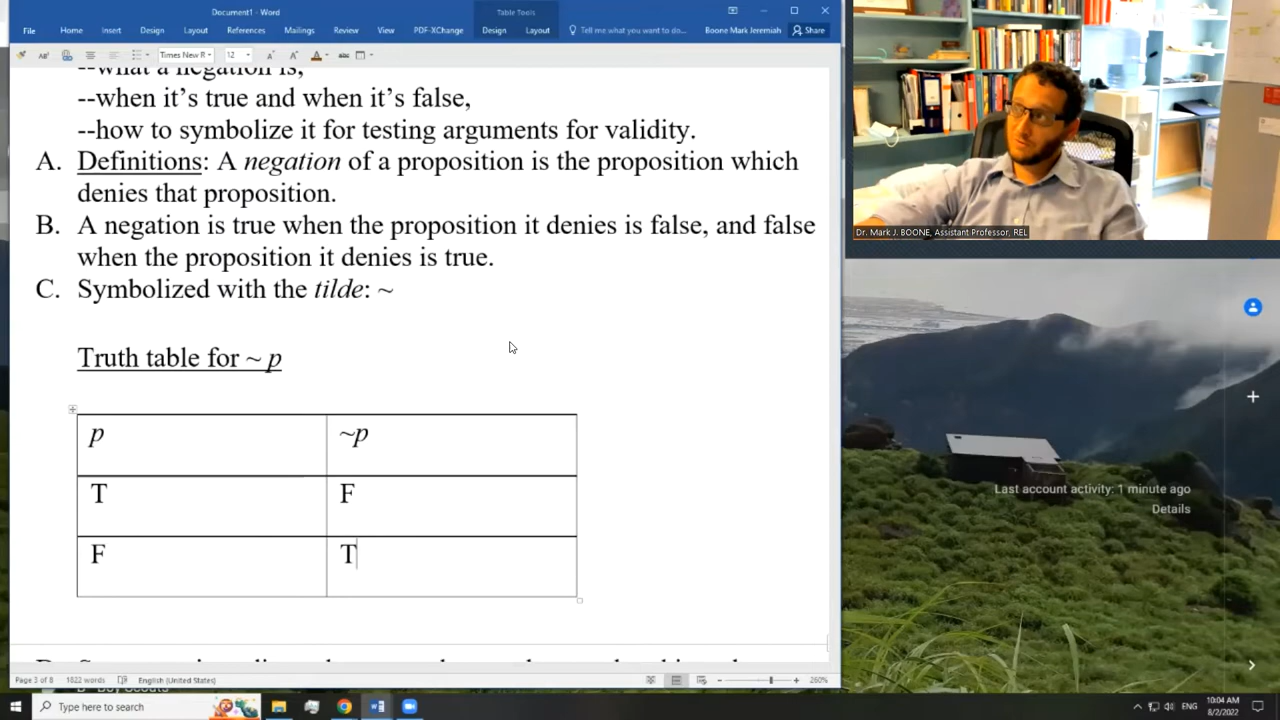 Document1 - Word
Table Tools
File Home Insert Design Layout References Mailings Review View PDF-XChange Design Layout Tell me what you want to do... Boone Mark Jeremiah Share
Times New R 12
--what a negation is,
--when it’s true and when it’s false,
--how to symbolize it for testing arguments for validity.
A. Definitions: A negation of a proposition is the proposition which
denies that proposition.
B. A negation is true when the proposition it denies is false, and false
when the proposition it denies is true.
C. Symbolized with the tilde: ~
Truth table for ~ p
p ~p
T F
F T
Page 3 of 8 1822 words English (United States) 260%
Dr. Mark J. BOONE, Assistant Professor, REL
Last account activity: 1 minute ago
Details
Type here to search
ENG
10:04 AM
8/2/2022